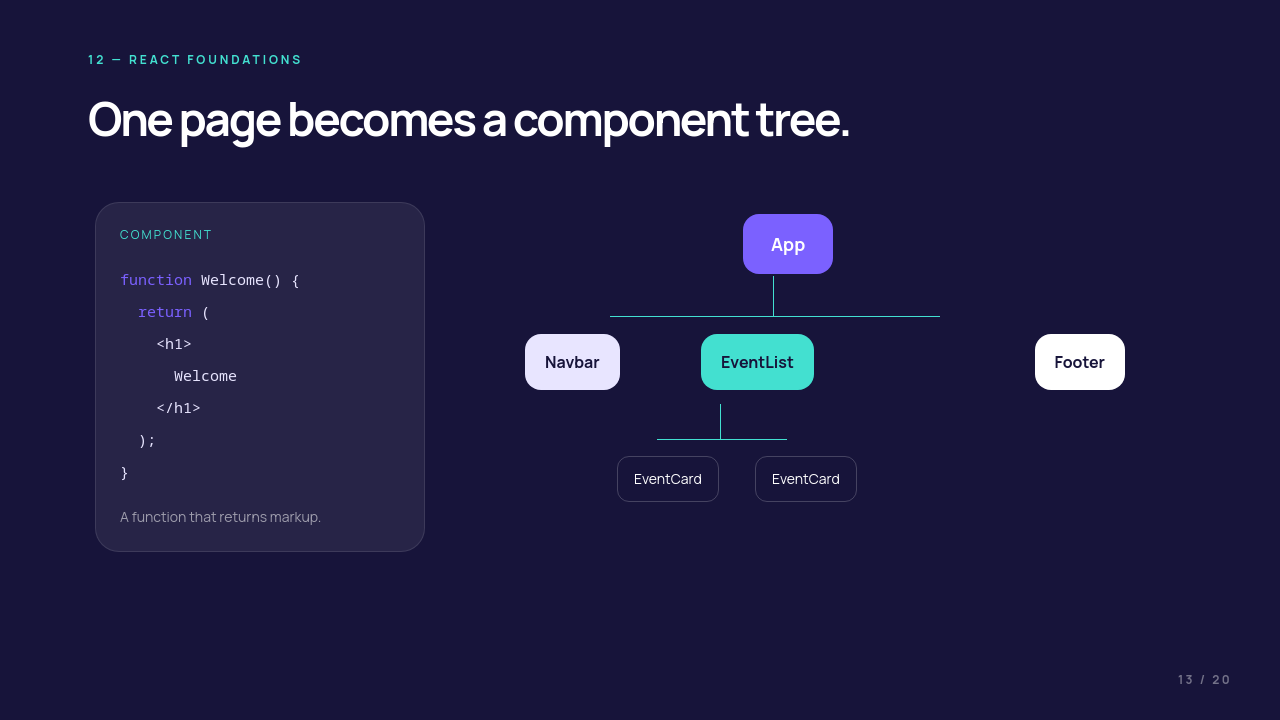 12 — REACT FOUNDATIONS
One page becomes a component tree.
COMPONENT
function Welcome() {
  return (
    <h1>
      Welcome
    </h1>
  );
}
A function that returns markup.
App
Navbar
EventList
Footer
EventCard
EventCard
13 / 20